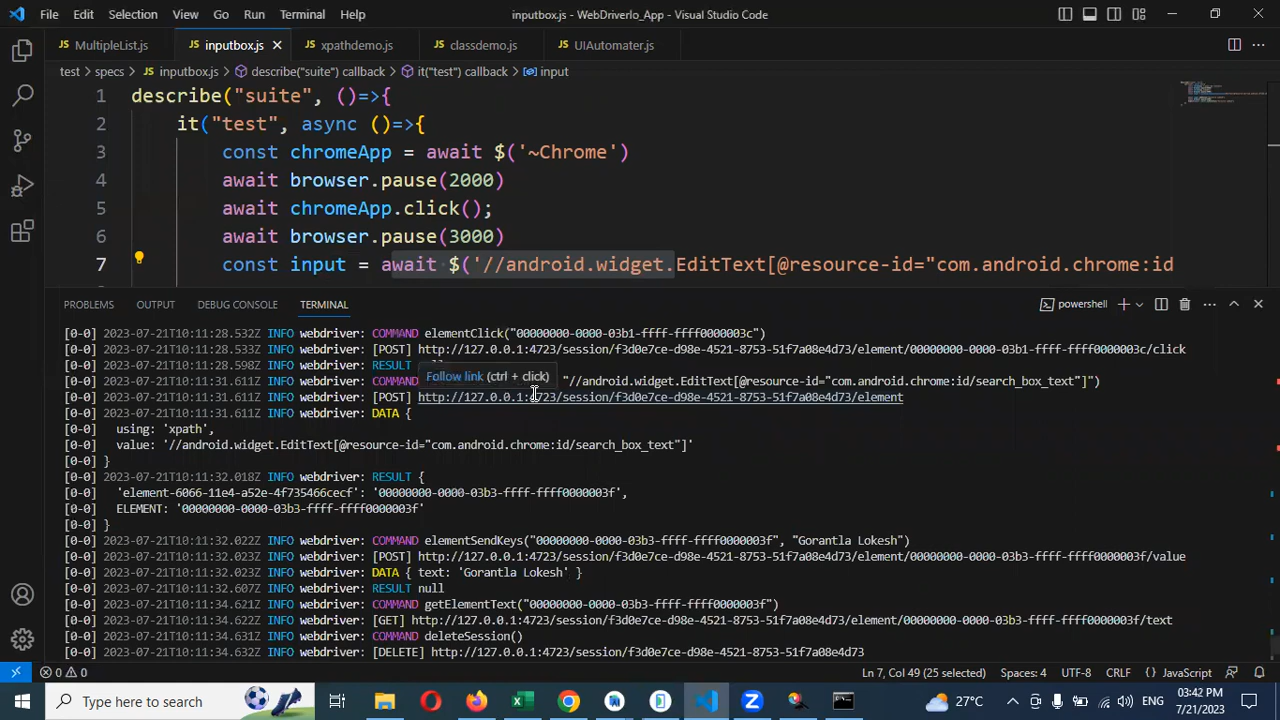 File Edit Selection View Go Run Terminal Help inputbox.js - WebDriverIo_App - Visual Studio Code
MultipleList.js inputbox.js xpathdemo.js classdemo.js UIAutomater.js
test > specs > inputbox.js > describe("suite") callback > it("test") callback > input
1 describe("suite", ()=>{
2 it("test", async ()=>{
3 const chromeApp = await $('~Chrome')
4 await browser.pause(2000)
5 await chromeApp.click();
6 await browser.pause(3000)
7 const input = await $('//android.widget.EditText[@resource-id="com.android.chrome:id
PROBLEMS OUTPUT DEBUG CONSOLE TERMINAL powershell
[0-0] 2023-07-21T10:11:28.532Z INFO webdriver: COMMAND elementClick("00000000-0000-03b1-ffff-ffff0000003c")
[0-0] 2023-07-21T10:11:28.533Z INFO webdriver: [POST] http://127.0.0.1:4723/session/f3d0e7ce-d98e-4521-8753-51f7a08e4d73/element/00000000-0000-03b1-ffff-ffff0000003c/click
[0-0] 2023-07-21T10:11:28.598Z INFO webdriver: RESULT
Follow link (ctrl + click)
[0-0] 2023-07-21T10:11:31.611Z INFO webdriver: COMMAND "//android.widget.EditText[@resource-id="com.android.chrome:id/search_box_text"]")
[0-0] 2023-07-21T10:11:31.611Z INFO webdriver: [POST] http://127.0.0.1:4723/session/f3d0e7ce-d98e-4521-8753-51f7a08e4d73/element
[0-0] 2023-07-21T10:11:31.611Z INFO webdriver: DATA {
[0-0] using: 'xpath',
[0-0] value: '//android.widget.EditText[@resource-id="com.android.chrome:id/search_box_text"]'
[0-0] }
[0-0] 2023-07-21T10:11:32.018Z INFO webdriver: RESULT {
[0-0] 'element-6066-11e4-a52e-4f735466cecf': '00000000-0000-03b3-ffff-ffff0000003f',
[0-0] ELEMENT: '00000000-0000-03b3-ffff-ffff0000003f'
[0-0] }
[0-0] 2023-07-21T10:11:32.022Z INFO webdriver: COMMAND elementSendKeys("00000000-0000-03b3-ffff-ffff0000003f", "Gorantla Lokesh")
[0-0] 2023-07-21T10:11:32.023Z INFO webdriver: [POST] http://127.0.0.1:4723/session/f3d0e7ce-d98e-4521-8753-51f7a08e4d73/element/00000000-0000-03b3-ffff-ffff0000003f/value
[0-0] 2023-07-21T10:11:32.023Z INFO webdriver: DATA { text: 'Gorantla Lokesh' }
[0-0] 2023-07-21T10:11:32.607Z INFO webdriver: RESULT null
[0-0] 2023-07-21T10:11:34.621Z INFO webdriver: COMMAND getElementText("00000000-0000-03b3-ffff-ffff0000003f")
[0-0] 2023-07-21T10:11:34.622Z INFO webdriver: [GET] http://127.0.0.1:4723/session/f3d0e7ce-d98e-4521-8753-51f7a08e4d73/element/00000000-0000-03b3-ffff-ffff0000003f/text
[0-0] 2023-07-21T10:11:34.631Z INFO webdriver: COMMAND deleteSession()
[0-0] 2023-07-21T10:11:34.632Z INFO webdriver: [DELETE] http://127.0.0.1:4723/session/f3d0e7ce-d98e-4521-8753-51f7a08e4d73
0 0 Ln 7, Col 49 (25 selected) Spaces: 4 UTF-8 CRLF JavaScript
Type here to search 27°C ENG 03:42 PM
7/21/2023